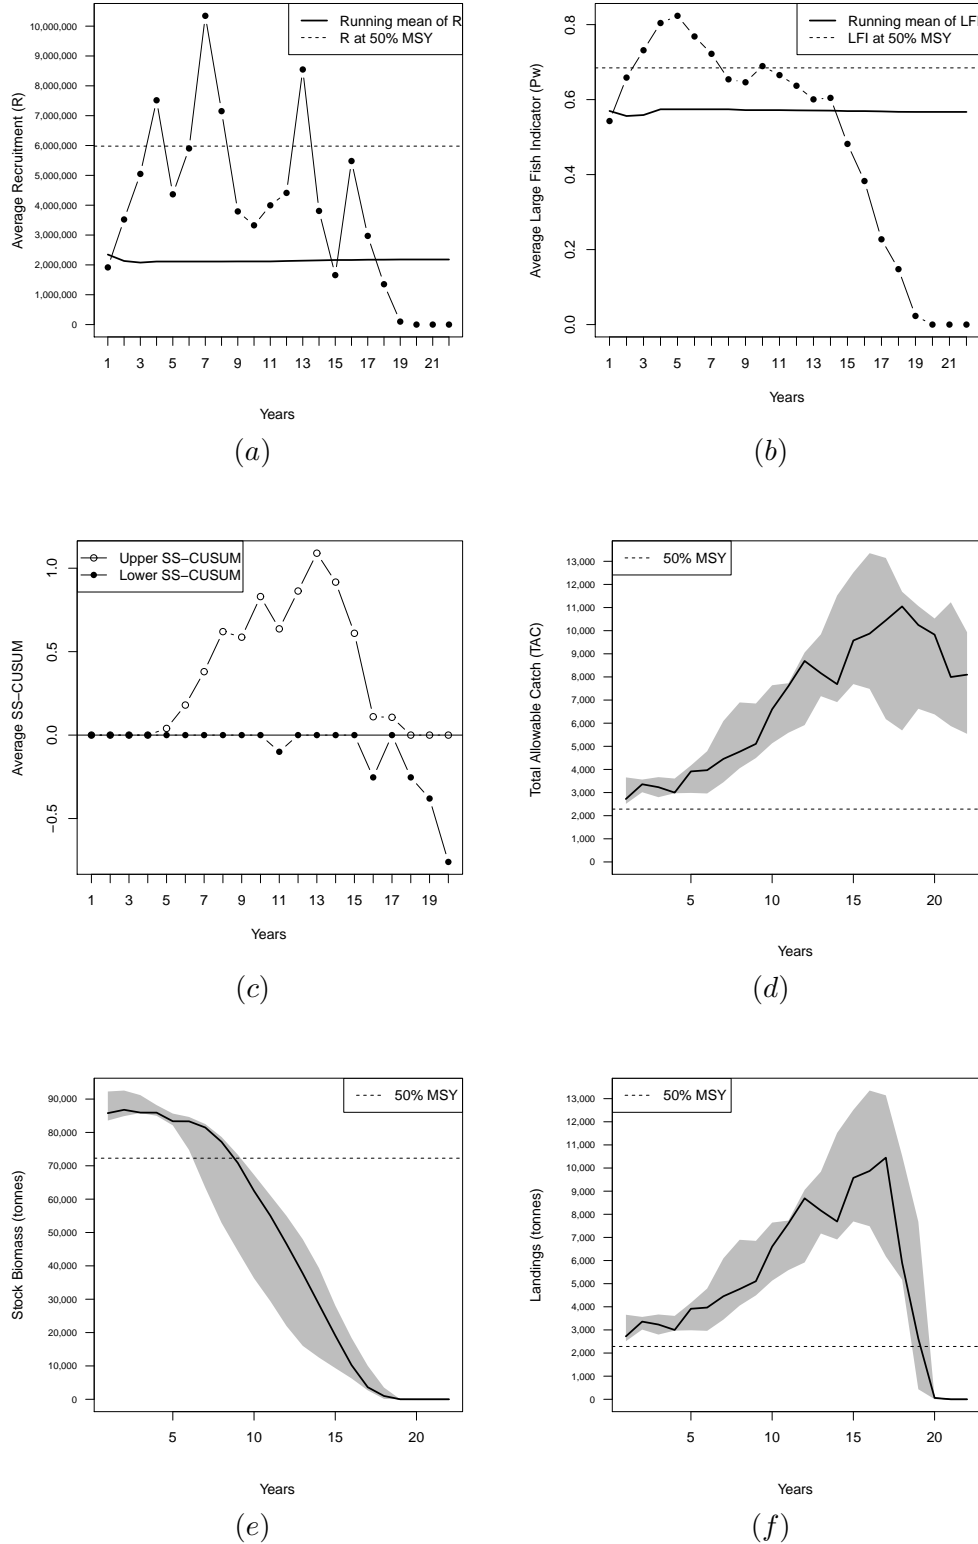 Average Recruitment (R)
10,000,000
9,000,000
8,000,000
7,000,000
6,000,000
5,000,000
4,000,000
3,000,000
2,000,000
1,000,000
0
Running mean of R
R at 50% MSY
1 3 5 7 9 11 13 15 17 19 21
Years
(a)
Average Large Fish Indicator (Pw)
0.8
0.6
0.4
0.2
0.0
Running mean of LFI
LFI at 50% MSY
1 3 5 7 9 11 13 15 17 19 21
Years
(b)
Average SS−CUSUM
1.0
0.5
0.0
−0.5
Upper SS−CUSUM
Lower SS−CUSUM
1 3 5 7 9 11 13 15 17 19
Years
(c)
Total Allowable Catch (TAC)
13,000
12,000
11,000
10,000
9,000
8,000
7,000
6,000
5,000
4,000
3,000
2,000
1,000
0
50% MSY
5 10 15 20
Years
(d)
Stock Biomass (tonnes)
90,000
80,000
70,000
60,000
50,000
40,000
30,000
20,000
10,000
0
50% MSY
5 10 15 20
Years
(e)
Landings (tonnes)
13,000
12,000
11,000
10,000
9,000
8,000
7,000
6,000
5,000
4,000
3,000
2,000
1,000
0
50% MSY
5 10 15 20
Years
(f)